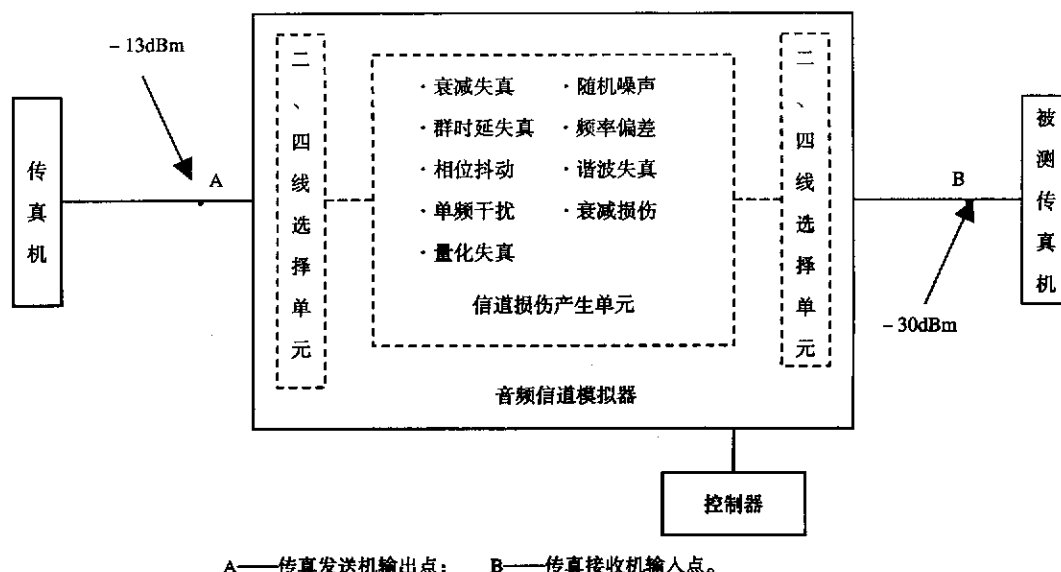 －13dBm
传真机
A
二、四线选择单元
·衰减失真
·随机噪声
·群时延失真
·频率偏差
·相位抖动
·谐波失真
·单频干扰
·衰减损伤
·量化失真
信道损伤产生单元
二、四线选择单元
音频信道模拟器
B
被测传真机
－30dBm
控制器
A——传真发送机输出点； B——传真接收机输入点。